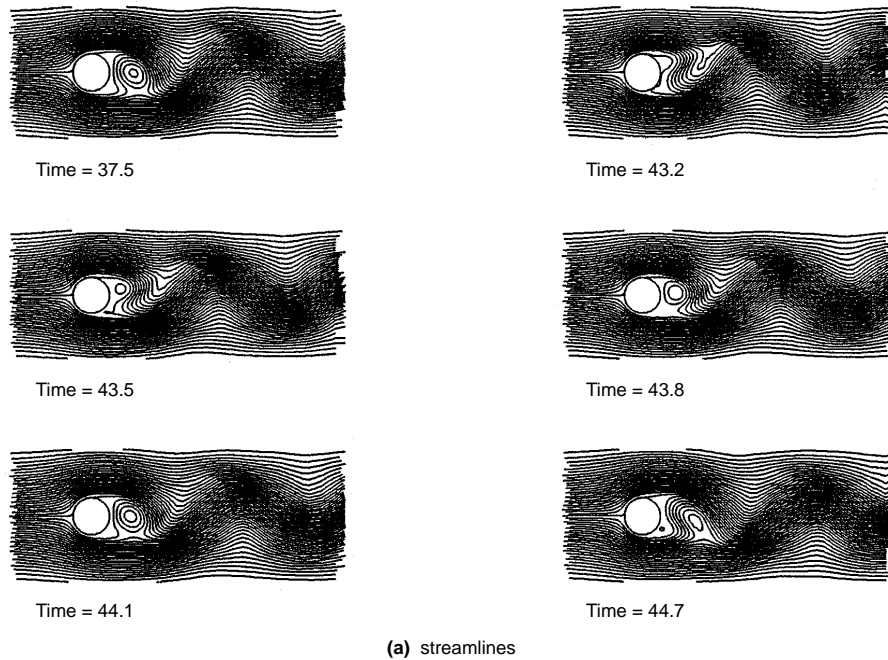 Time = 37.5
Time = 43.2
Time = 43.5
Time = 43.8
Time = 44.1
Time = 44.7
(a) streamlines